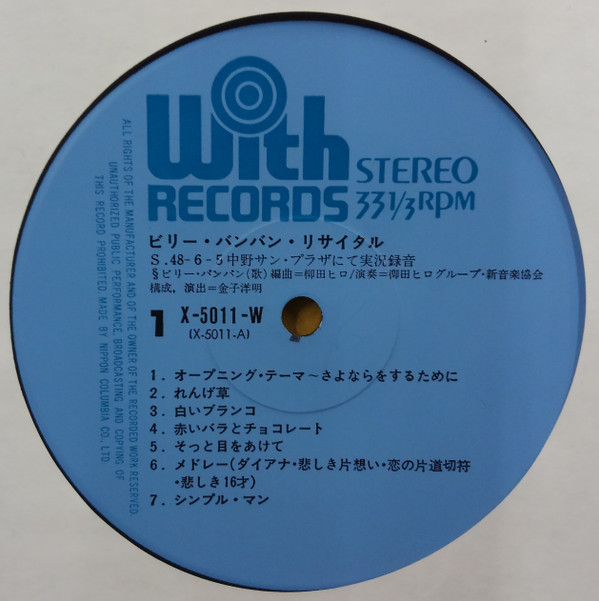 With
RECORDS
STEREO
33 1/3 RPM
ビリー・バンバン・リサイタル
S.48-6-5中野サン・プラザにて実況録音
§ビリー・バンバン(歌)編曲=柳田ヒロ/演奏=柳田ヒログループ・新音楽協会
構成,演出=金子洋明
1
X-5011-W
(X-5011-A)
1. オープニング・テーマ〜さよならをするために
2. れんげ草
3. 白いブランコ
4. 赤いバラとチョコレート
5. そっと目をあけて
6. メドレー(ダイアナ・悲しき片想い・恋の片道切符
・悲しき16才)
7. シンプル・マン
ALL RIGHTS OF THE MANUFACTURER AND OF THE OWNER OF THE RECORDED WORK RESERVED.
UNAUTHORIZED PUBLIC PERFORMANCE, BROADCASTING AND COPYING OF
THIS RECORD PROHIBITED. MADE BY NIPPON COLUMBIA CO., LTD.